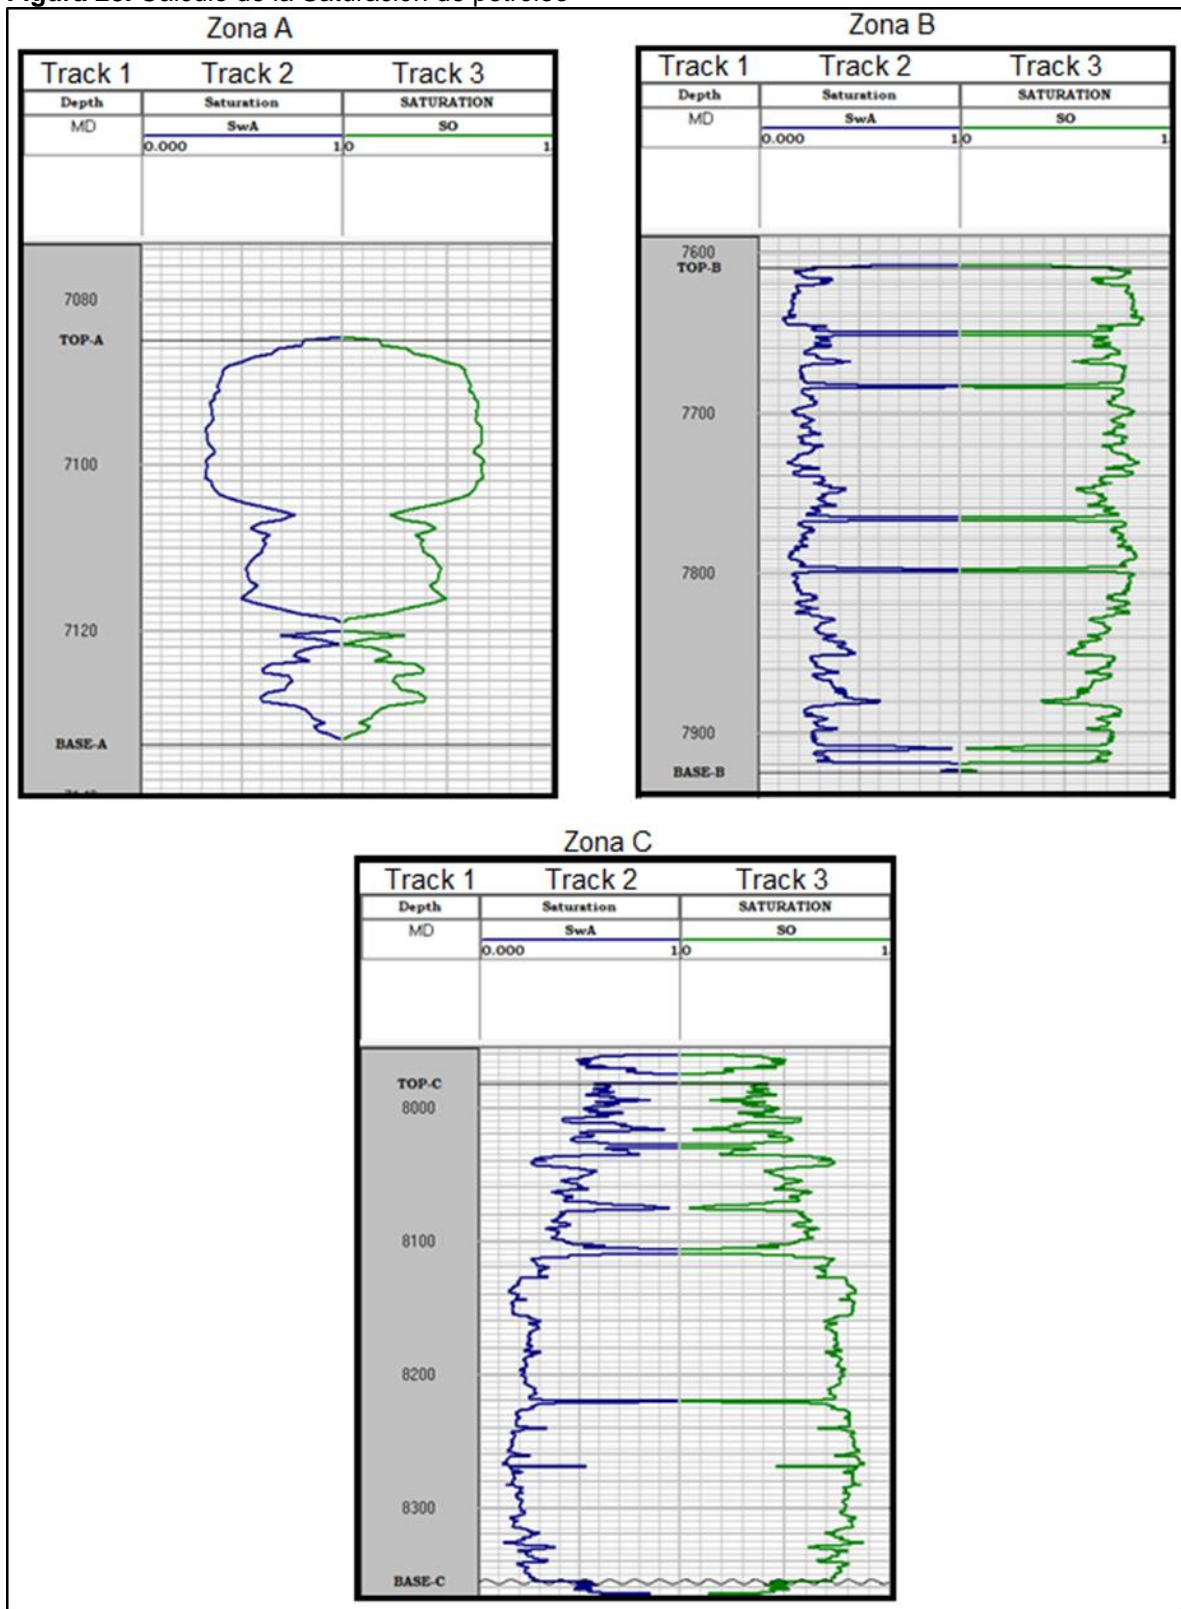 Zona A
Track 1 Track 2 Track 3
Depth Saturation SATURATION
MD SwA SO
0.000 1 0 1
7080
TOP-A
7100
7120
BASE-A
Zona B
Track 1 Track 2 Track 3
Depth Saturation SATURATION
MD SwA SO
0.000 1 0 1
7600
TOP-B
7700
7800
7900
BASE-B
Zona C
Track 1 Track 2 Track 3
Depth Saturation SATURATION
MD SwA SO
0.000 1 0 1
TOP-C
8000
8100
8200
8300
BASE-C